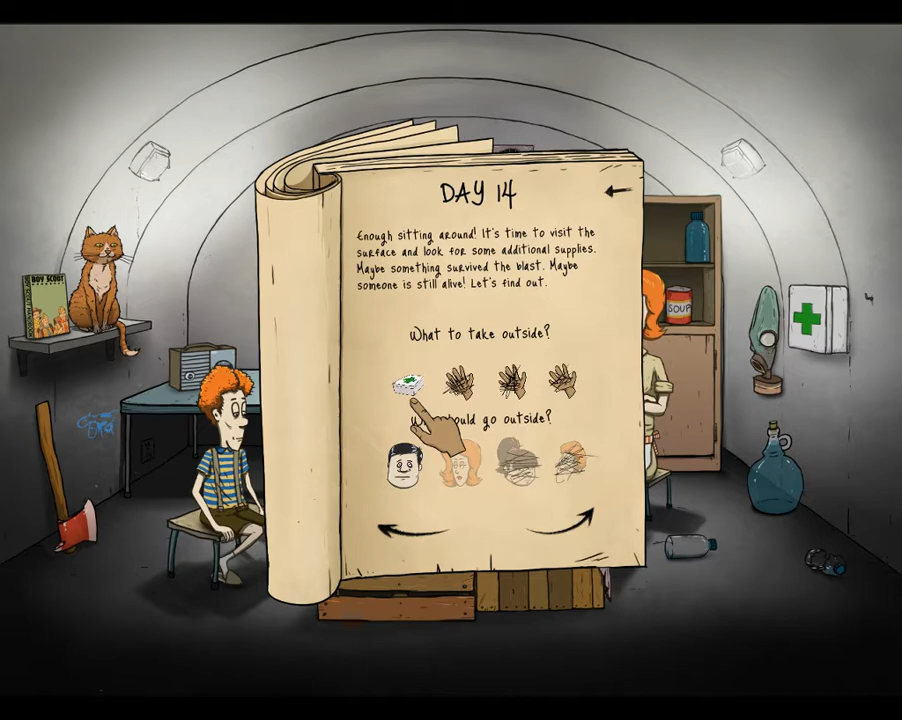 DAY 14
Enough sitting around! It's time to visit the
surface and look for some additional supplies.
Maybe something survived the blast. Maybe
someone is still alive! Let's find out.
What to take outside?
ould go outside?
BOY SCOUT
SOUP